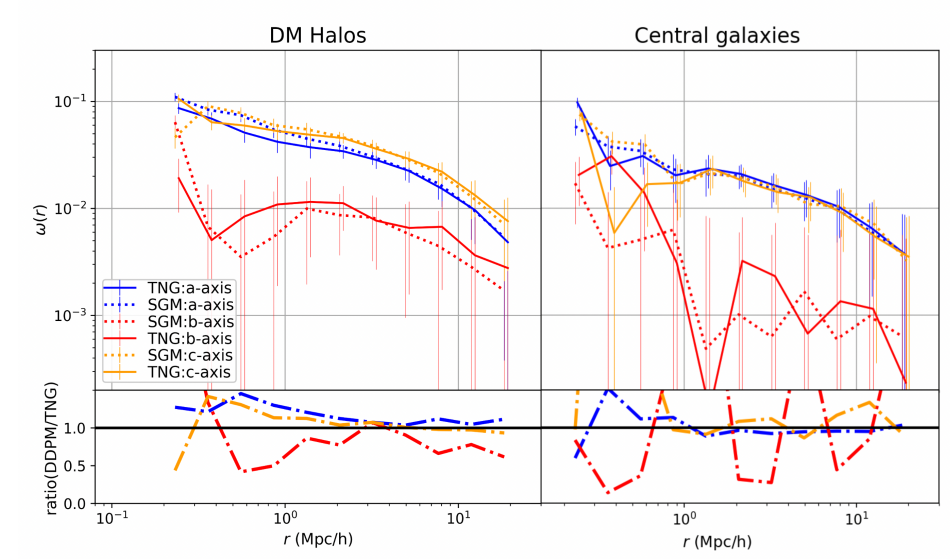 DM Halos
Central galaxies
10⁻¹
10⁻²
10⁻³
ω(r)
TNG:a-axis
SGM:a-axis
SGM:b-axis
TNG:b-axis
SGM:c-axis
TNG:c-axis
ratio(DDPM/TNG)
1.0
0.5
0.0
10⁻¹ 10⁰ 10¹ 10⁰ 10¹
r (Mpc/h) r (Mpc/h)